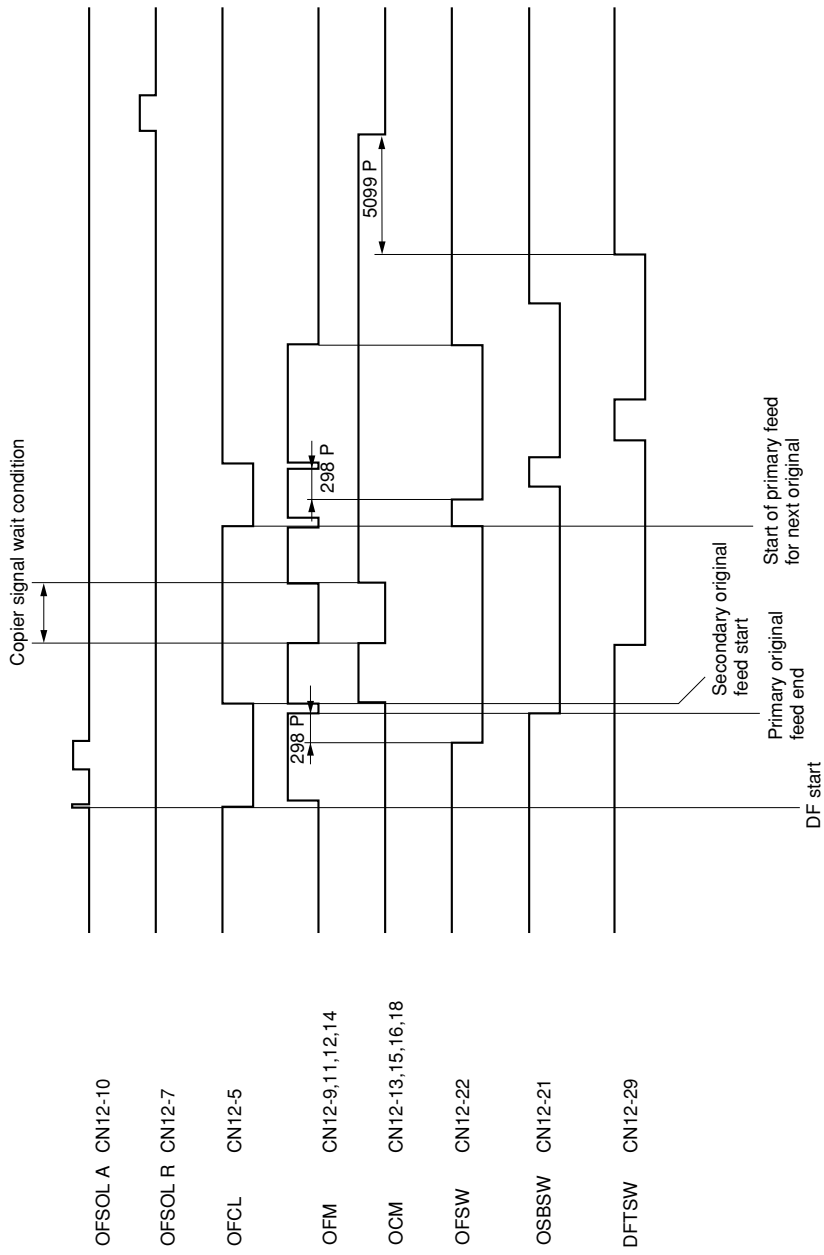 Copier signal wait condition
OFSOL A CN12-10
OFSOL R CN12-7
OFCL CN12-5
OFM CN12-9,11,12,14
298 P
298 P
OCM CN12-13,15,16,18
5099 P
OFSW CN12-22
OSBSW CN12-21
DFTSW CN12-29
DF start
Primary original
feed end
Secondary original
feed start
Start of primary feed
for next original